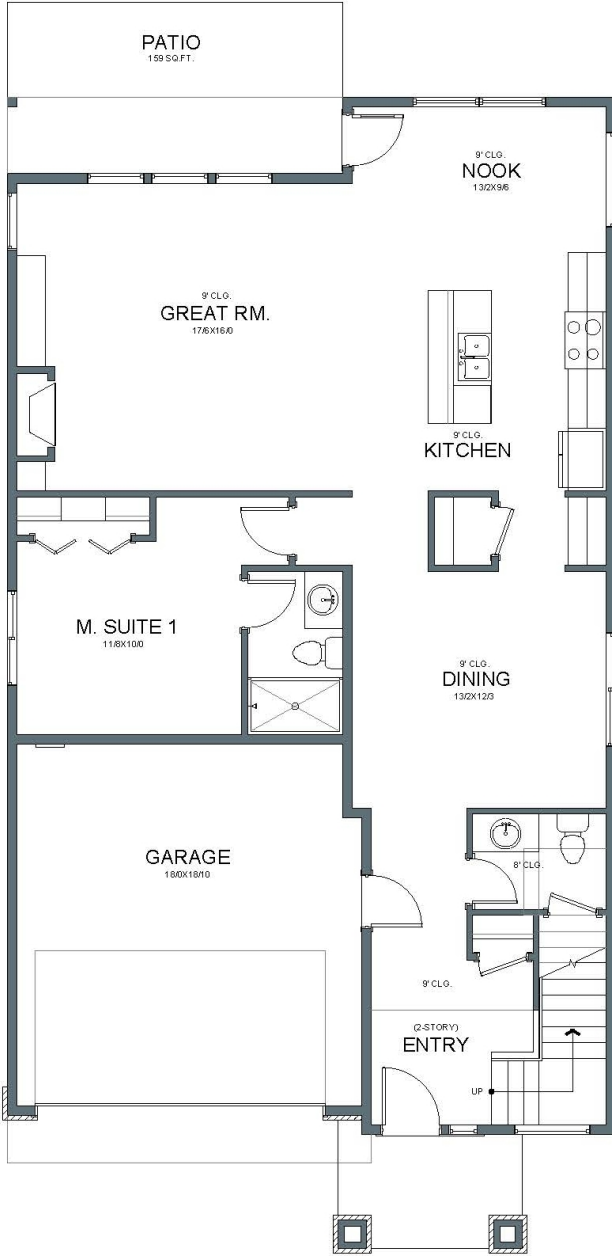 PATIO
159 SQ.FT.
9' CLG.
NOOK
13/2X9/6
9' CLG.
GREAT RM.
17/6X16/0
9' CLG.
KITCHEN
M. SUITE 1
11/8X10/0
9' CLG.
DINING
13/2X12/3
GARAGE
18/0X18/10
8' CLG.
9' CLG.
(2-STORY)
ENTRY
UP